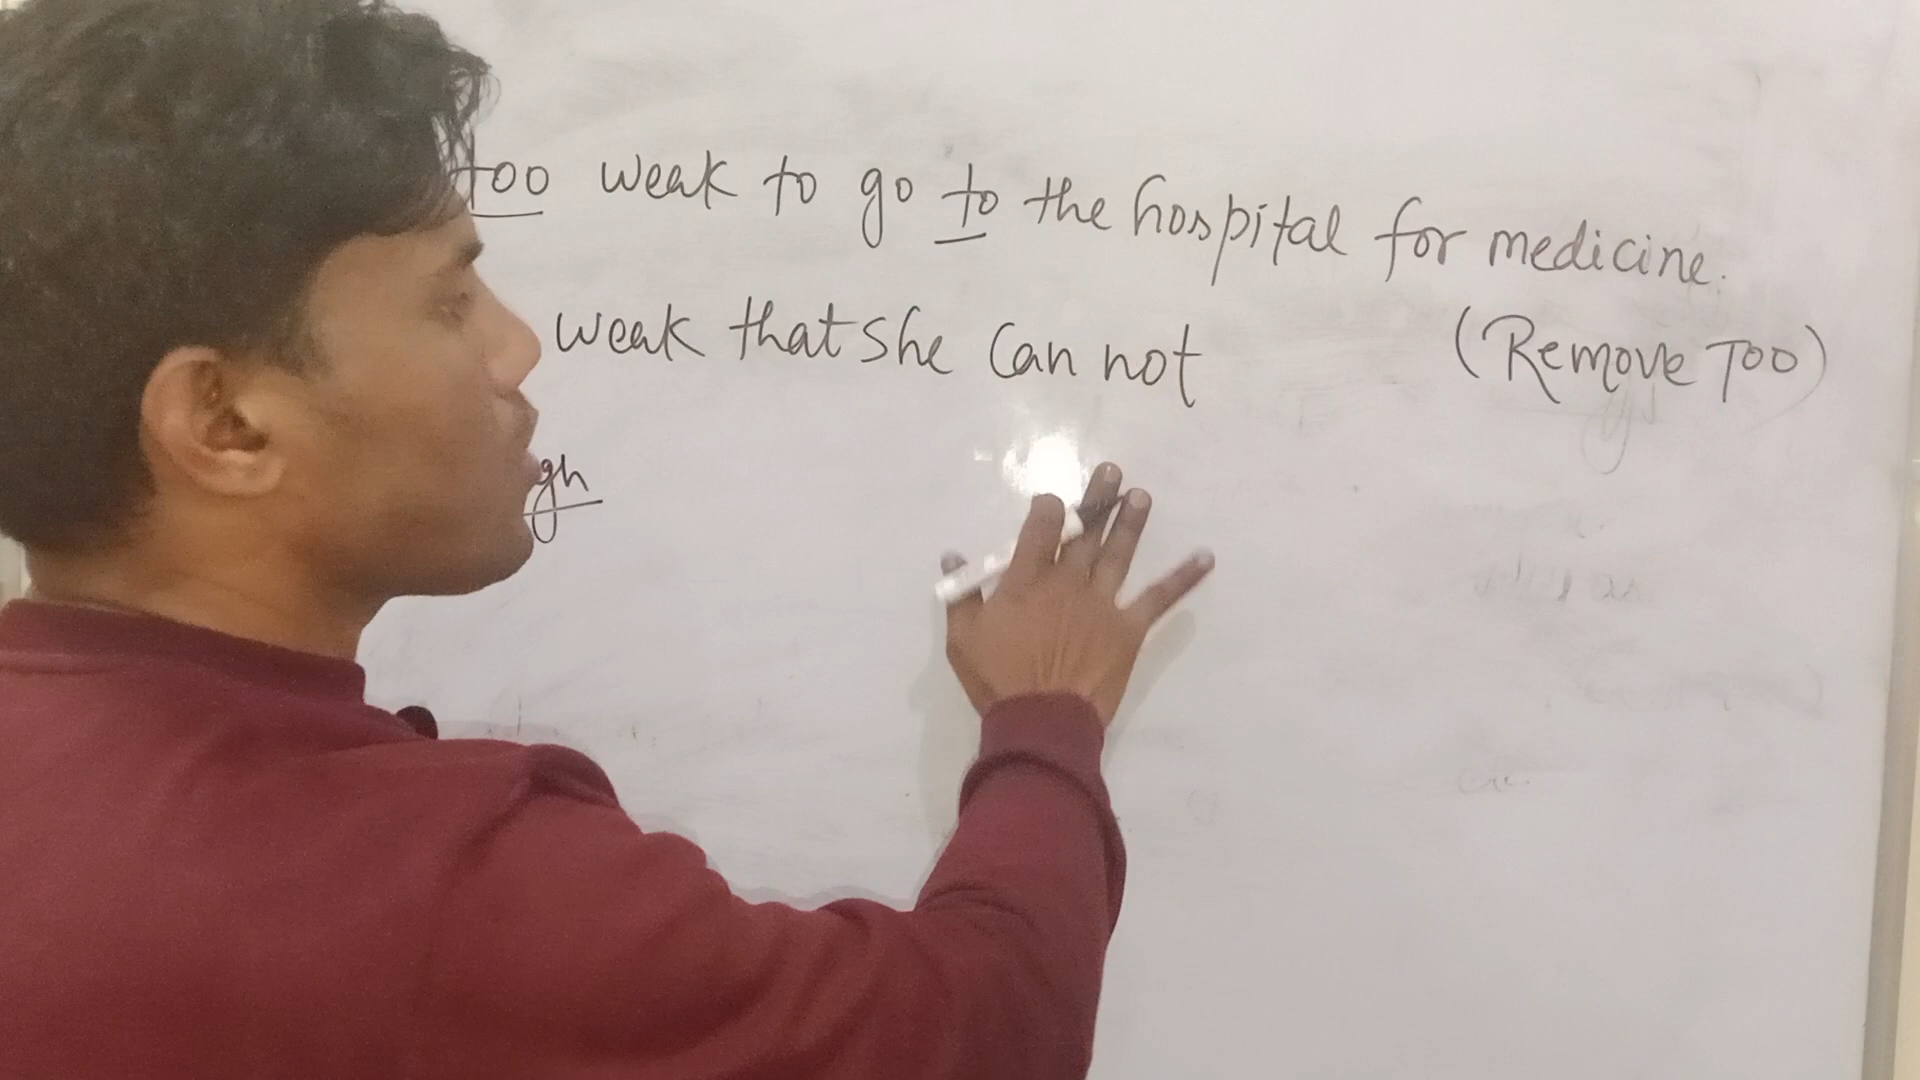 too weak to go to the hospital for medicine.
weak that she can not (Remove Too)
gh